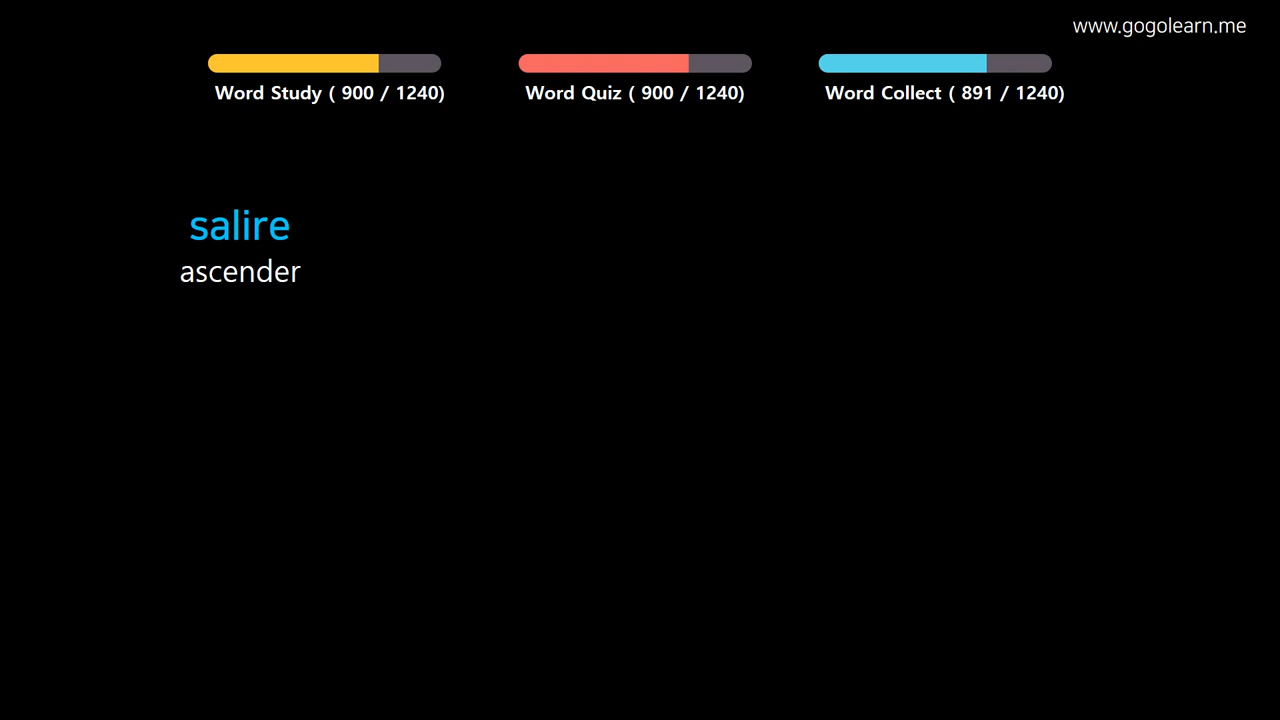 www.gogolearn.me
Word Study ( 900 / 1240)
Word Quiz ( 900 / 1240)
Word Collect ( 891 / 1240)
salire
ascender